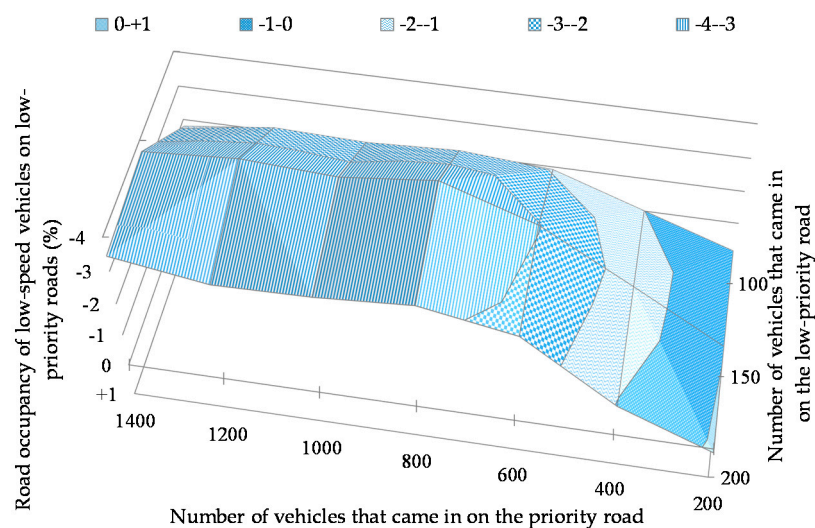 0-+1 -1-0 -2--1 -3--2 -4--3
Road occupancy of low-speed vehicles on low-
priority roads (%)
-4
-3
-2
-1
0
+1
1400
1200
1000
800
600
400
200
Number of vehicles that came in on the priority road
100
150
200
Number of vehicles that came in
on the low-priority road